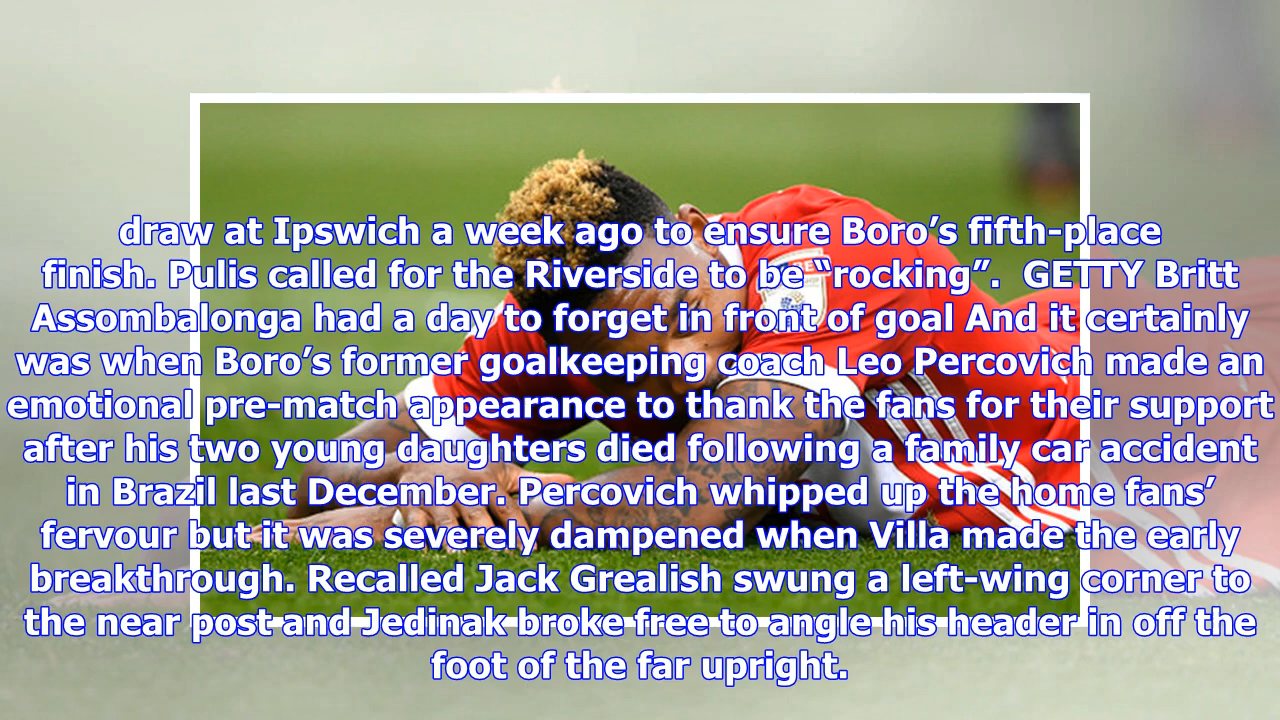 draw at Ipswich a week ago to ensure Boro’s fifth-place
finish. Pulis called for the Riverside to be “rocking”.  GETTY Britt
Assombalonga had a day to forget in front of goal And it certainly
was when Boro’s former goalkeeping coach Leo Percovich made an
emotional pre-match appearance to thank the fans for their support
after his two young daughters died following a family car accident
in Brazil last December. Percovich whipped up the home fans’
fervour but it was severely dampened when Villa made the early
breakthrough. Recalled Jack Grealish swung a left-wing corner to
the near post and Jedinak broke free to angle his header in off the
foot of the far upright.